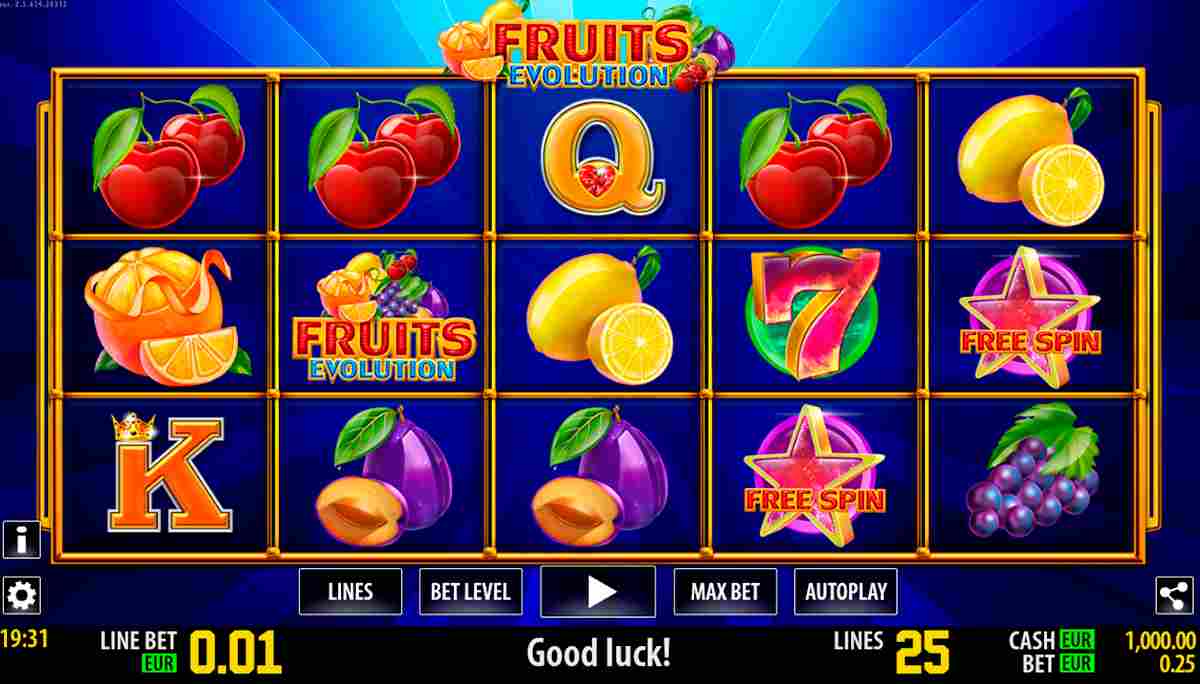 FRUITS
EVOLUTION
Q
7
FRUITS
EVOLUTION
FREE SPIN
K
FREE SPIN
i
LINES
BET LEVEL
MAX BET
AUTOPLAY
19:31
LINE BET
EUR
0.01
Good luck!
LINES
25
CASH EUR 1,000.00
BET EUR 0.25